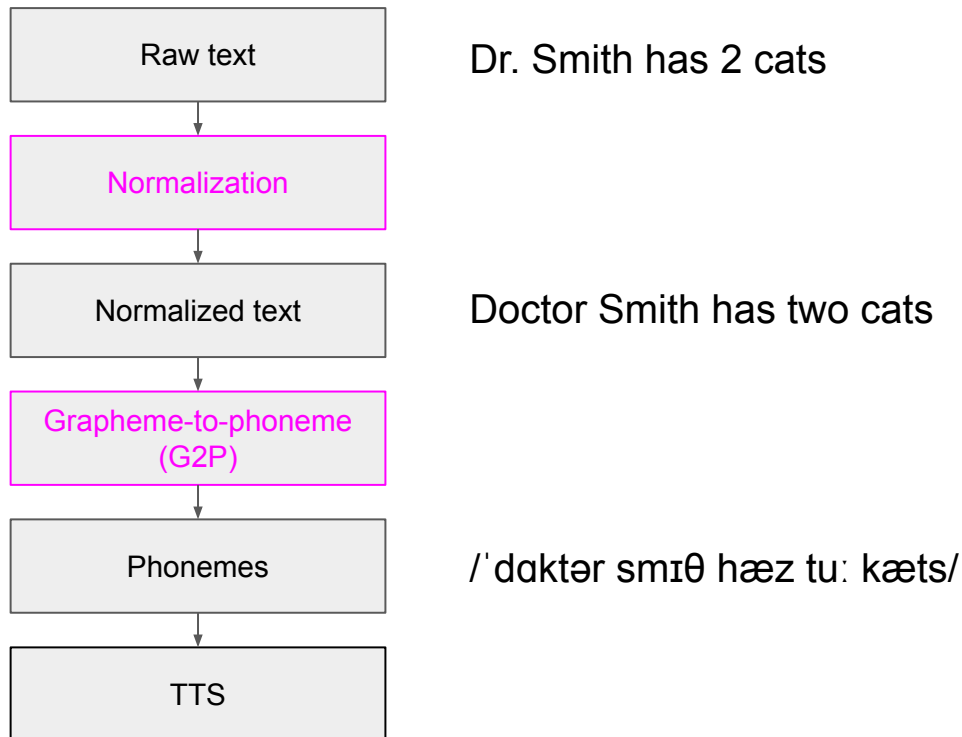 Raw text
Dr. Smith has 2 cats
Normalization
Normalized text
Doctor Smith has two cats
Grapheme-to-phoneme
(G2P)
Phonemes
/ˈdɑktər smɪθ hæz tuː kæts/
TTS